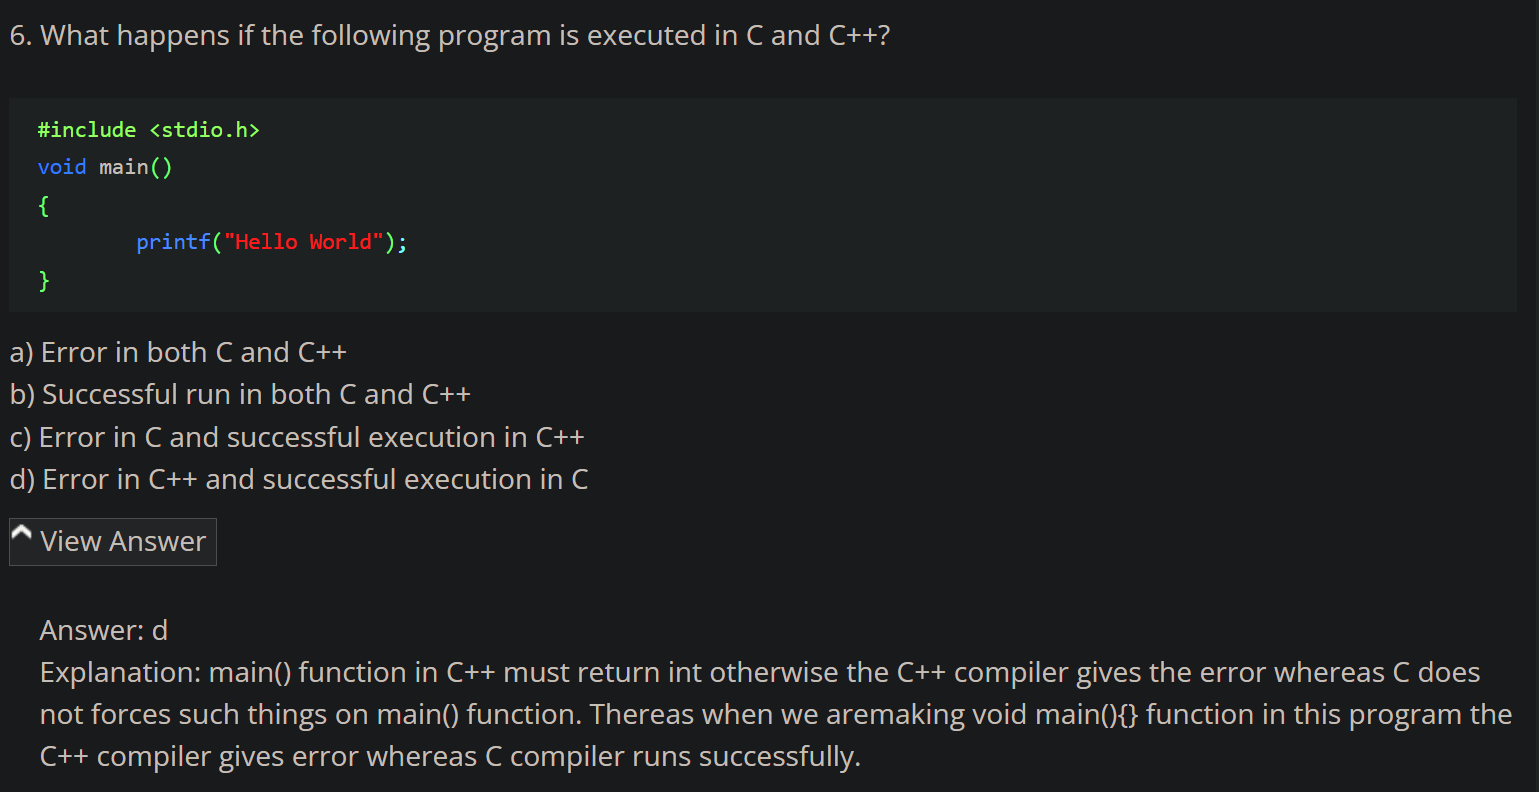 6. What happens if the following program is executed in C and C++?
#include <stdio.h>
void main()
{
printf("Hello World");
}
a) Error in both C and C++
b) Successful run in both C and C++
c) Error in C and successful execution in C++
d) Error in C++ and successful execution in C
View Answer
Answer: d
Explanation: main() function in C++ must return int otherwise the C++ compiler gives the error whereas C does
not forces such things on main() function. Thereas when we aremaking void main(){} function in this program the
C++ compiler gives error whereas C compiler runs successfully.